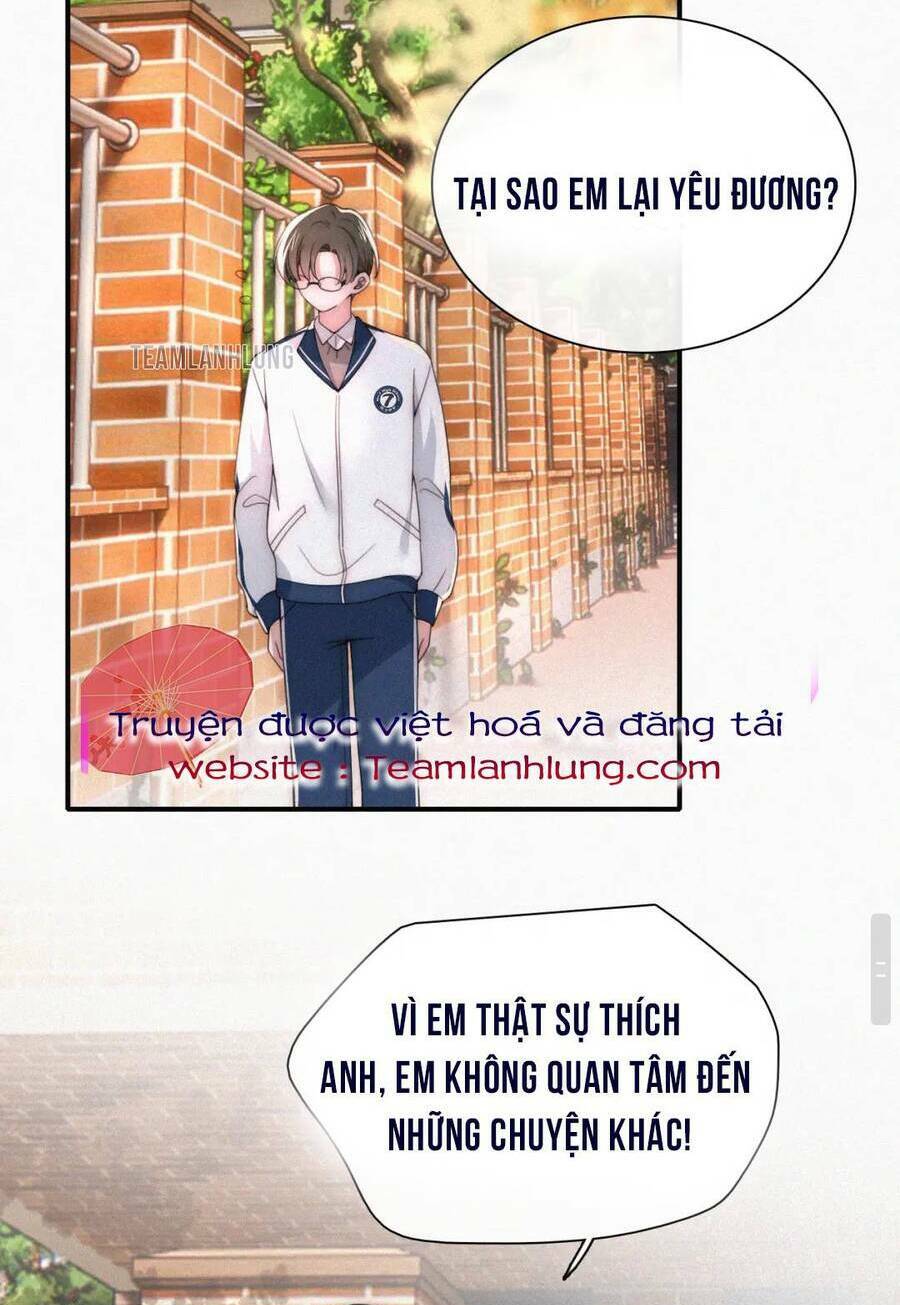 TẠI SAO EM LẠI YÊU ĐƯƠNG?
TEAMLANHLUNG
7
Truyện được việt hoá và đăng tải
website : Teamlanhlung.com
VÌ EM THẬT SỰ THÍCH
ANH, EM KHÔNG QUAN TÂM ĐẾN
NHỮNG CHUYỆN KHÁC!